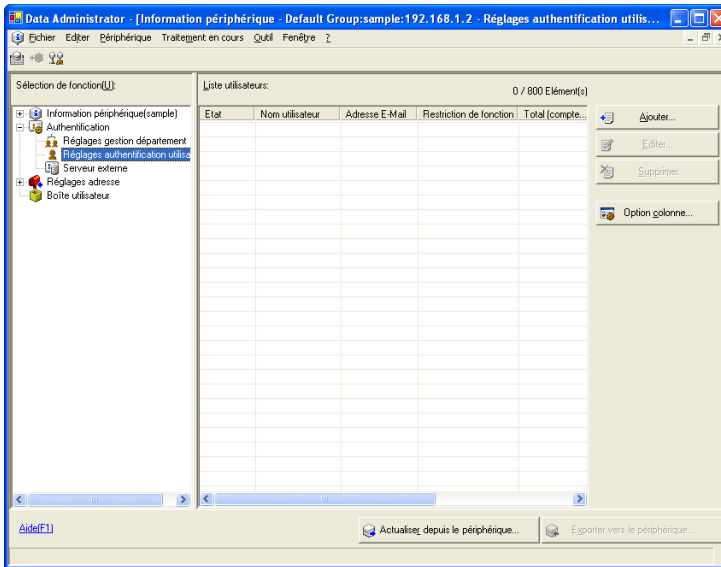 Data Administrator - [Information périphérique - Default Group:sample:192.168.1.2 - Réglages authentification utilis...
Fichier Editer Périphérique Traitement en cours Outil Fenêtre ?
Sélection de fonction(U):
Information périphérique(sample)
Authentification
Réglages gestion département
Réglages authentification utilisa
Serveur externe
Réglages adresse
Boîte utilisateur
Liste utilisateurs:
0 / 800 Elément(s)
Etat Nom utilisateur Adresse E-Mail Restriction de fonction Total (compte...
Ajouter...
Editer...
Supprimer
Option colonne...
Aide(F1)
Actualiser depuis le périphérique...
Exporter vers le périphérique...